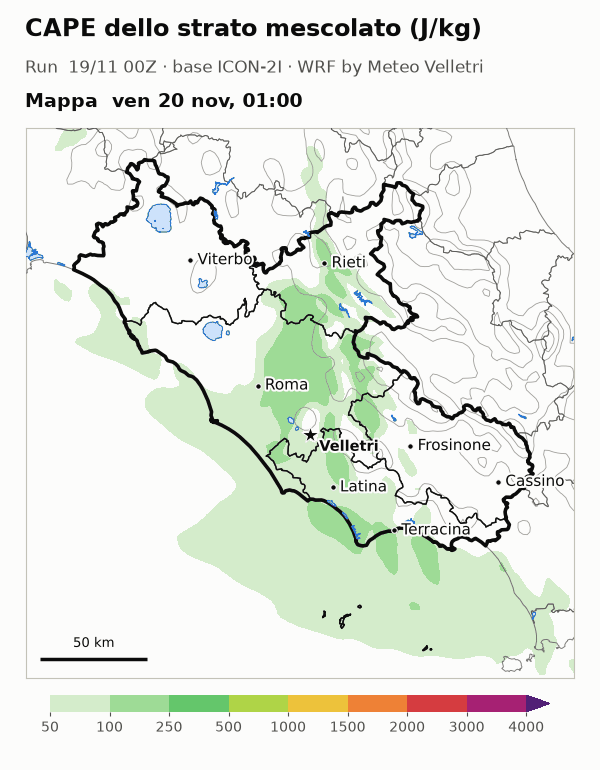 CAPE dello strato mescolato (J/kg)
Run 19/11 00Z · base ICON-2I · WRF by Meteo Velletri
Mappa ven 20 nov, 01:00
Viterbo
Rieti
Roma
Velletri
Frosinone
Cassino
Latina
Terracina
50 km
50 100 250 500 1000 1500 2000 3000 4000